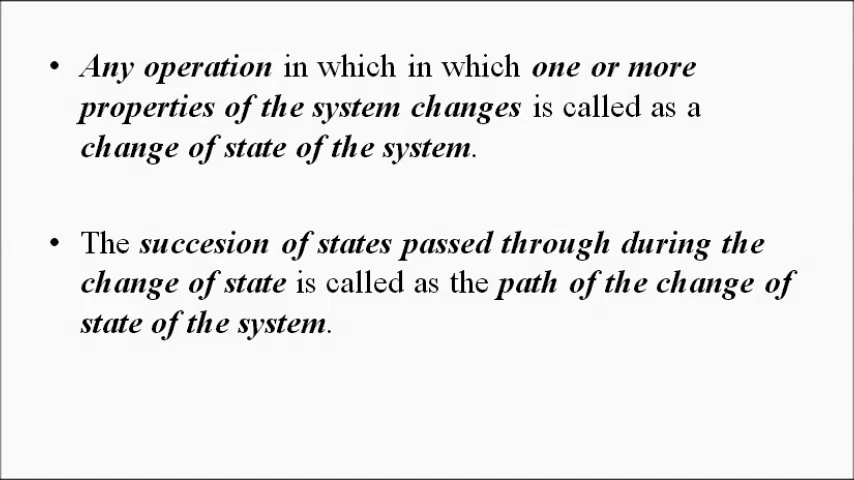 • Any operation in which in which one or more
properties of the system changes is called as a
change of state of the system.
• The succesion of states passed through during the
change of state is called as the path of the change of
state of the system.